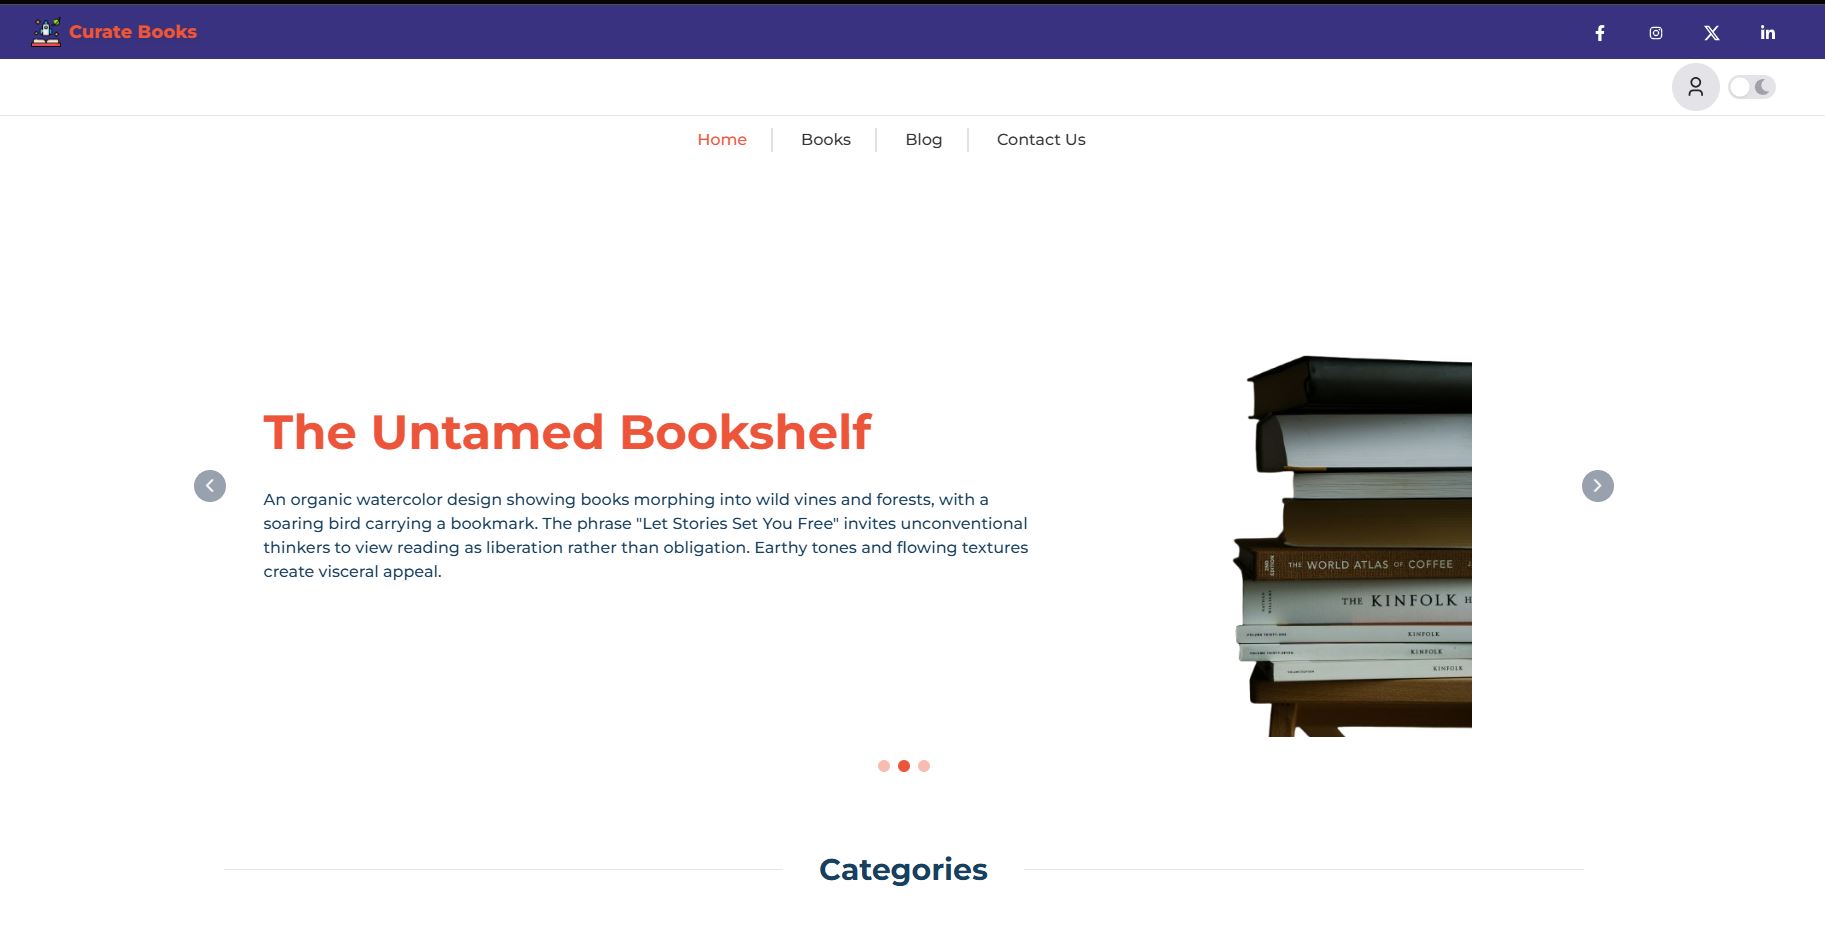 Curate Books
Home
Books
Blog
Contact Us
The Untamed Bookshelf
An organic watercolor design showing books morphing into wild vines and forests, with a
soaring bird carrying a bookmark. The phrase "Let Stories Set You Free" invites unconventional
thinkers to view reading as liberation rather than obligation. Earthy tones and flowing textures
create visceral appeal.
2ND EDITION
THE WORLD ATLAS OF COFFEE
THE KINFOLK H
KINFOLK
KINFOLK
KINFOLK
Categories